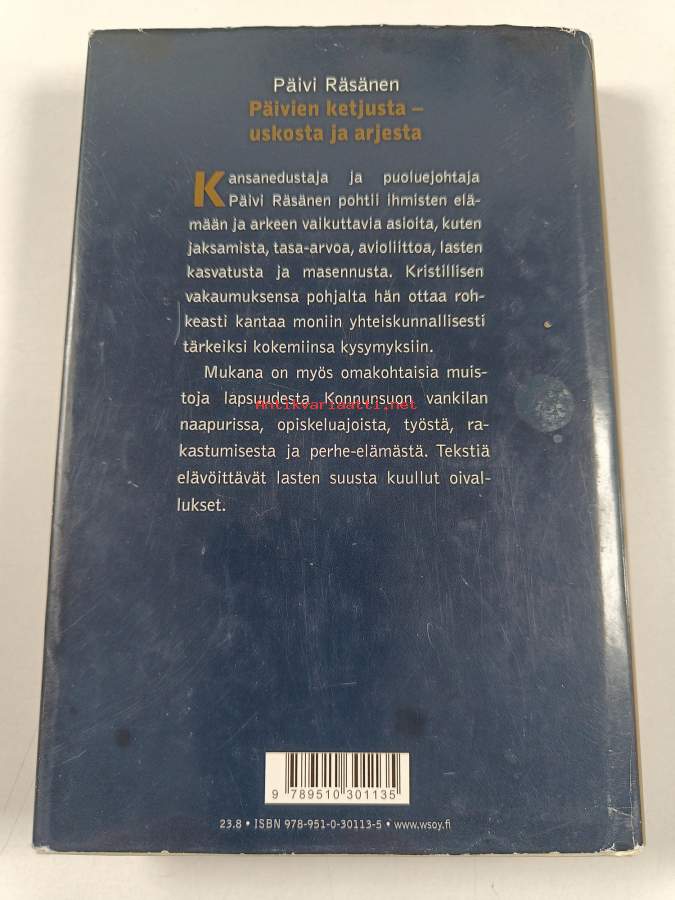 Päivi Räsänen
Päivien ketjusta –
uskosta ja arjesta
Kansanedustaja ja puoluejohtaja
Päivi Räsänen pohtii ihmisten elä-
mään ja arkeen vaikuttavia asioita, kuten
jaksamista, tasa-arvoa, avioliittoa, lasten
kasvatusta ja masennusta. Kristillisen
vakaumuksensa pohjalta hän ottaa roh-
keasti kantaa moniin yhteiskunnallisesti
tärkeiksi kokemiinsa kysymyksiin.
Mukana on myös omakohtaisia muis-
toja lapsuudesta Konnunsuon vankilan
Antikvariaatti.net
naapurissa, opiskeluajoista, työstä, ra-
kastumisesta ja perhe-elämästä. Tekstiä
elävöittävät lasten suusta kuullut oival-
lukset.
9 789510 301135
23.8 • ISBN 978-951-0-30113-5 • www.wsoy.fi